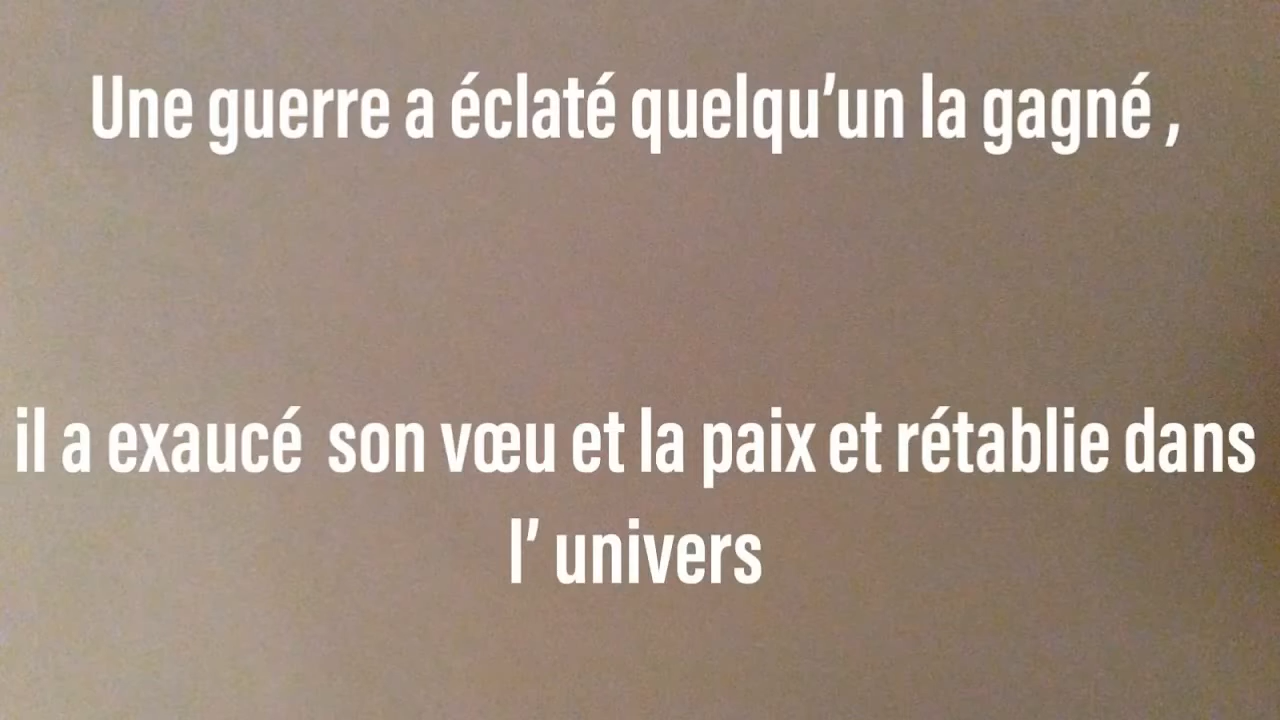 Une guerre a éclaté quelqu’un la gagné ,
il a exaucé  son vœu et la paix et rétablie dans
l’ univers